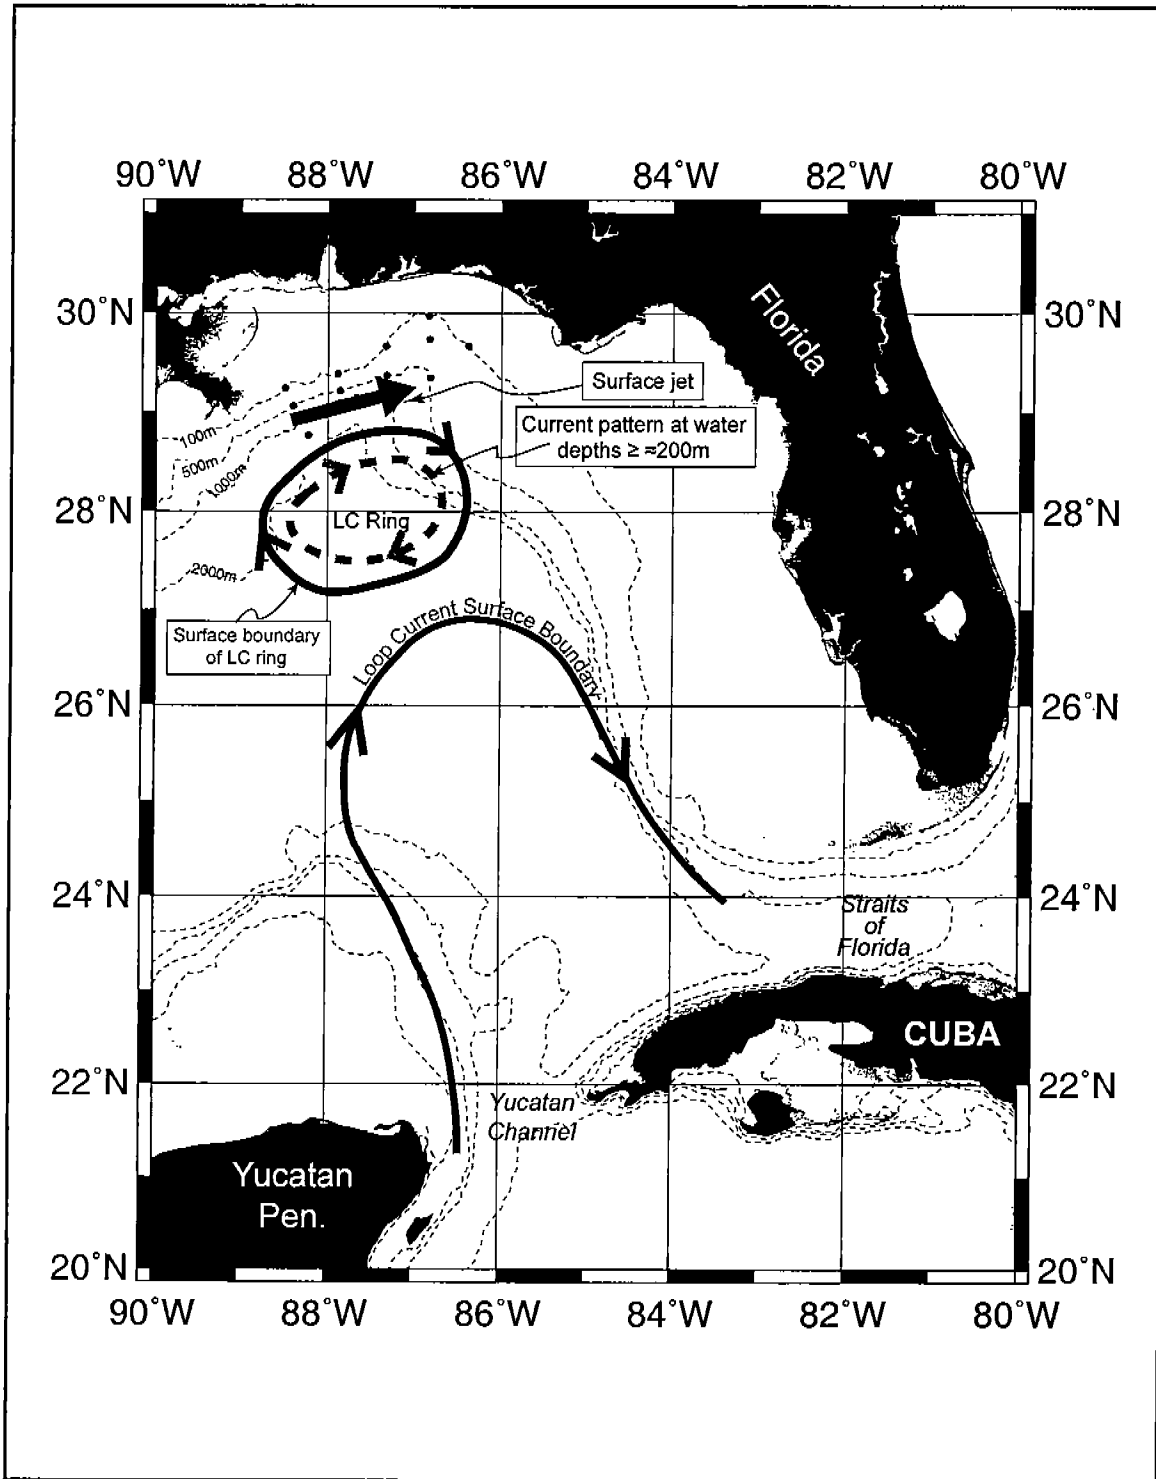 90°W 88°W 86°W 84°W 82°W 80°W
30°N 30°N
Florida
Surface jet
Current pattern at water
depths ≥ ≈200m
100m
500m
1000m
28°N 28°N
LC Ring
2000m
Surface boundary
of LC ring
Loop Current Surface Boundary
26°N 26°N
24°N 24°N
Straits
of
Florida
CUBA
22°N 22°N
Yucatan
Channel
Yucatan
Pen.
20°N 20°N
90°W 88°W 86°W 84°W 82°W 80°W